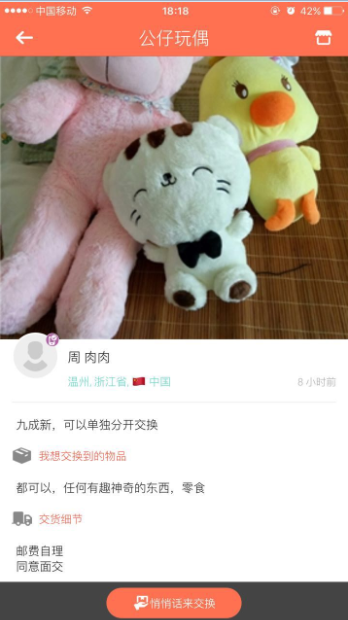 中国移动 18:18 42%
公仔玩偶
周 肉肉
温州, 浙江省, 🇨🇳 中国 8 小时前
九成新，可以单独分开交换
我想交换到的物品
都可以，任何有趣神奇的东西，零食
交货细节
邮费自理
同意面交
悄悄话来交换